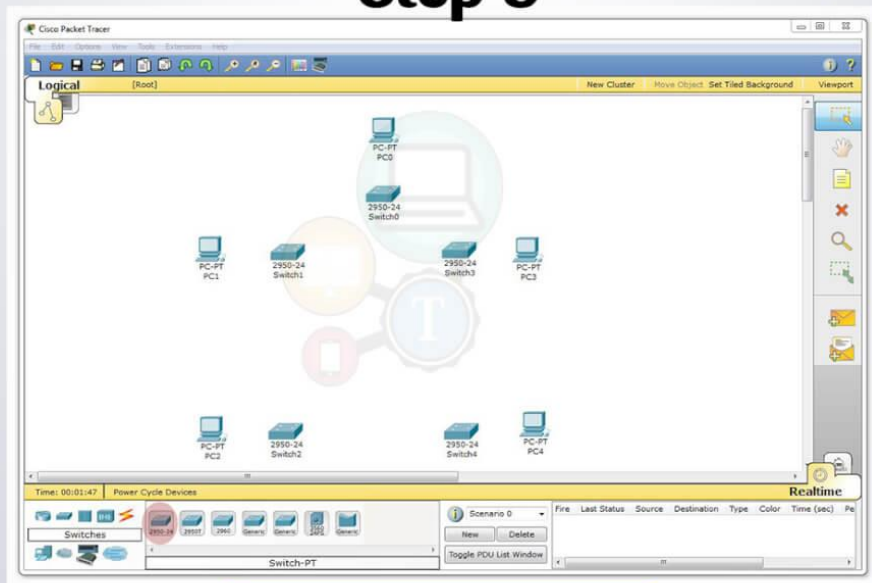 Cisco Packet Tracer
File Edit Options View Tools Extensions Help
Logical [Root] New Cluster Move Object Set Tiled Background Viewport
PC-PT
PC0
2950-24
Switch0
PC-PT
PC1
2950-24
Switch1
2950-24
Switch3
PC-PT
PC3
T
PC-PT
PC2
2950-24
Switch2
2950-24
Switch4
PC-PT
PC4
Time: 00:01:47 Power Cycle Devices Realtime
Switches
2950-24 2950T 2960 Generic Generic Generic
Switch-PT
Scenario 0
New Delete
Toggle PDU List Window
Fire Last Status Source Destination Type Color Time (sec) Pe